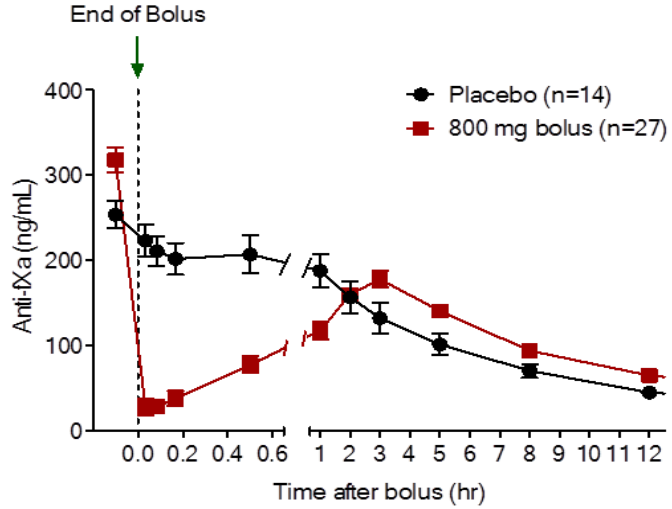 End of Bolus
Placebo (n=14)
800 mg bolus (n=27)
Anti-fXa (ng/mL)
400
300
200
100
0
0.0 0.2 0.4 0.6 1 2 3 4 5 6 7 8 9 10 11 12
Time after bolus (hr)